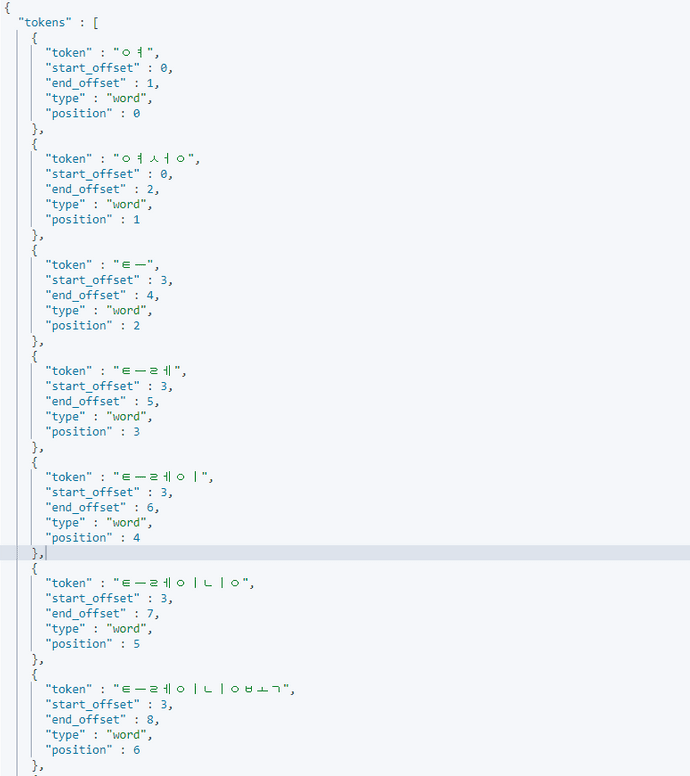 {
"tokens" : [
{
"token" : "ㅇㅕ",
"start_offset" : 0,
"end_offset" : 1,
"type" : "word",
"position" : 0
},
{
"token" : "ㅇㅕㅅㅓㅇ",
"start_offset" : 0,
"end_offset" : 2,
"type" : "word",
"position" : 1
},
{
"token" : "ㅌㅡ",
"start_offset" : 3,
"end_offset" : 4,
"type" : "word",
"position" : 2
},
{
"token" : "ㅌㅡㄹㅔ",
"start_offset" : 3,
"end_offset" : 5,
"type" : "word",
"position" : 3
},
{
"token" : "ㅌㅡㄹㅔㅇㅣ",
"start_offset" : 3,
"end_offset" : 6,
"type" : "word",
"position" : 4
},
{
"token" : "ㅌㅡㄹㅔㅇㅣㄴㅣㅇ",
"start_offset" : 3,
"end_offset" : 7,
"type" : "word",
"position" : 5
},
{
"token" : "ㅌㅡㄹㅔㅇㅣㄴㅣㅇㅂㅗㄱ",
"start_offset" : 3,
"end_offset" : 8,
"type" : "word",
"position" : 6
},